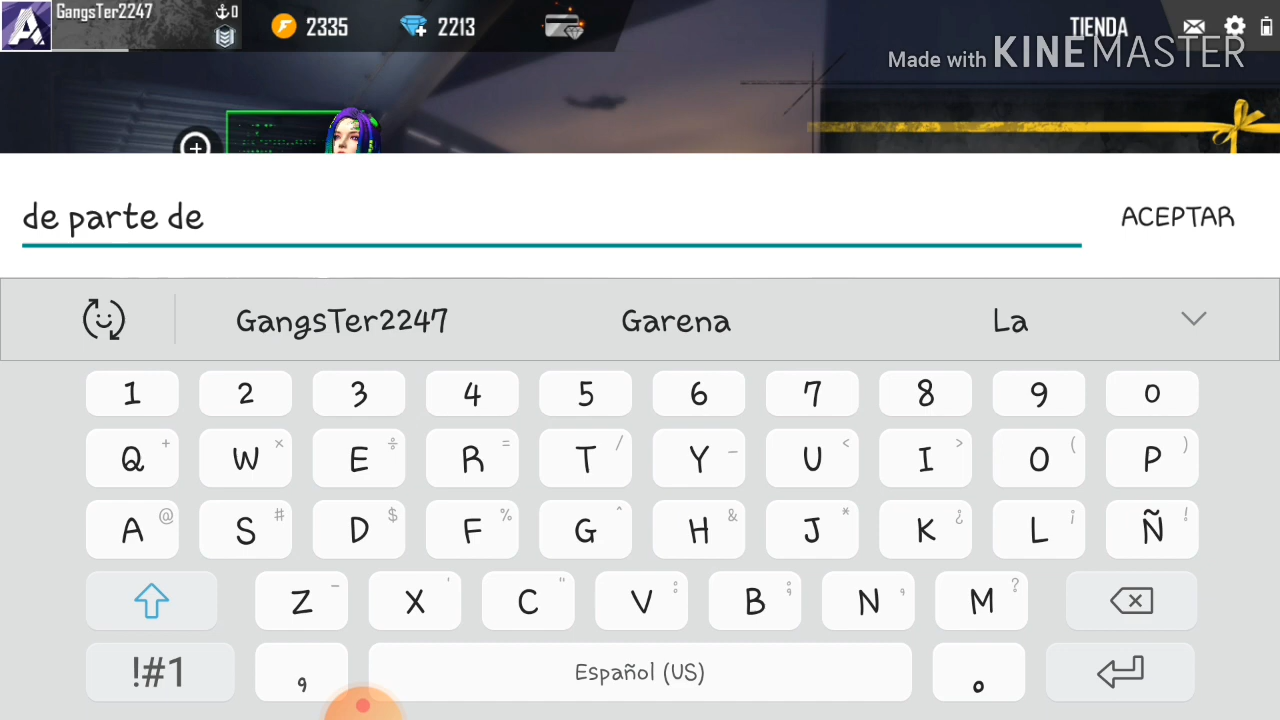 GangsTer2247
0
2335
2213
TIENDA
Made with KINEMASTER
de parte de
ACEPTAR
GangsTer2247 Garena La
1 2 3 4 5 6 7 8 9 0
Q + W × E ÷ R = T / Y _ U < I > O ( P )
A @ S # D $ F % G ^ H & J * K ¿ L ¡ Ñ !
Z - X ' C " V : B ; N , M ?
!#1 , Español (US) .